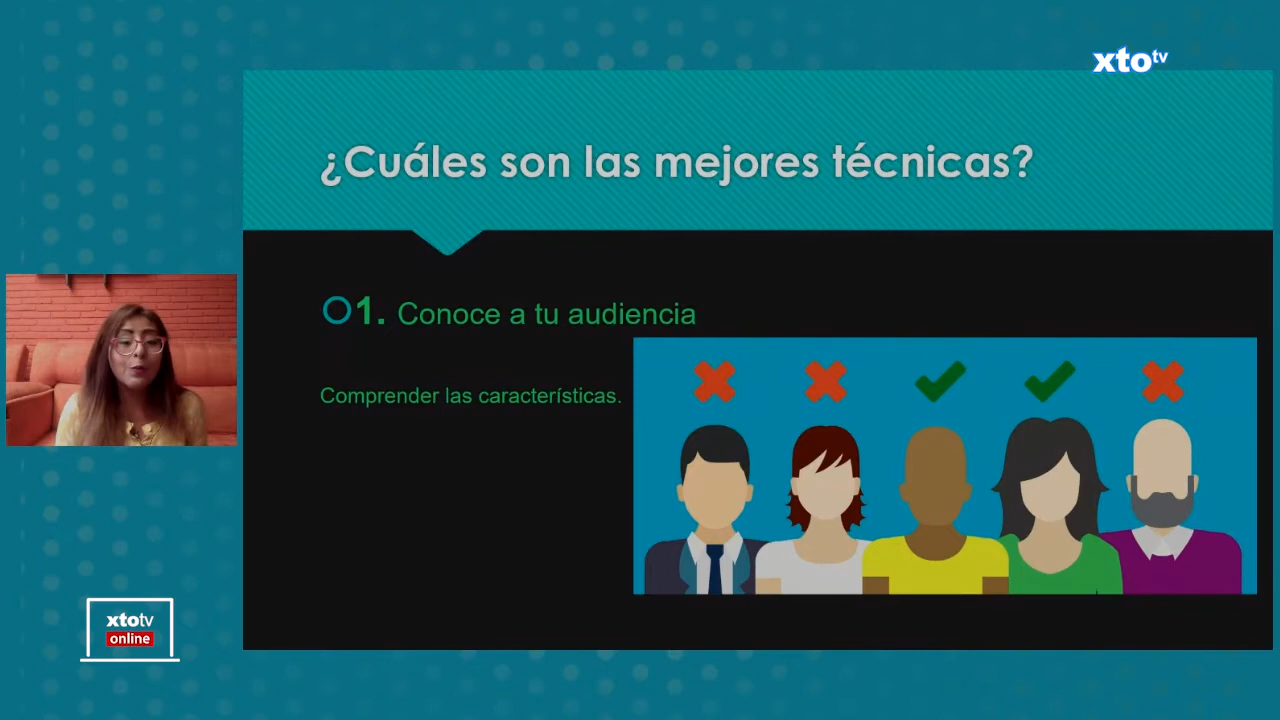 xtotv
¿Cuáles son las mejores técnicas?
1. Conoce a tu audiencia
Comprender las características.
xtotv
online